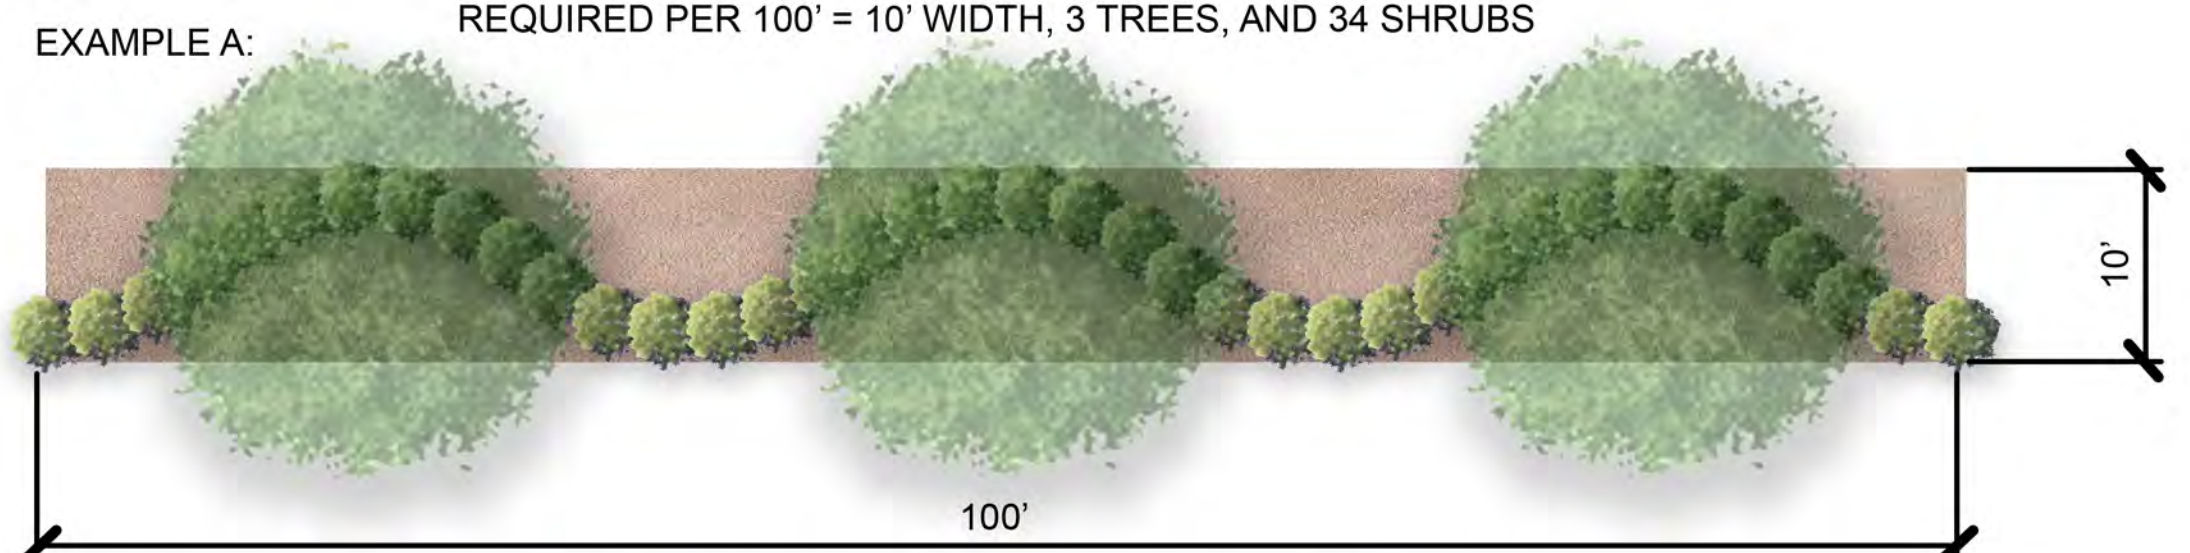 REQUIRED PER 100’ = 10’ WIDTH, 3 TREES, AND 34 SHRUBS
EXAMPLE A:
10’
100’